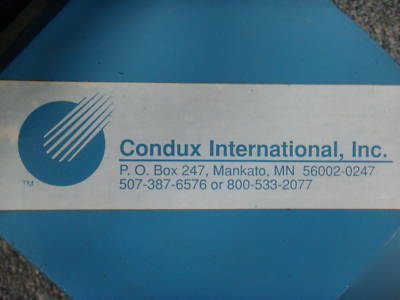 Condux International, Inc.
P. O. Box 247, Mankato, MN 56002-0247
507-387-6576 or 800-533-2077
TM